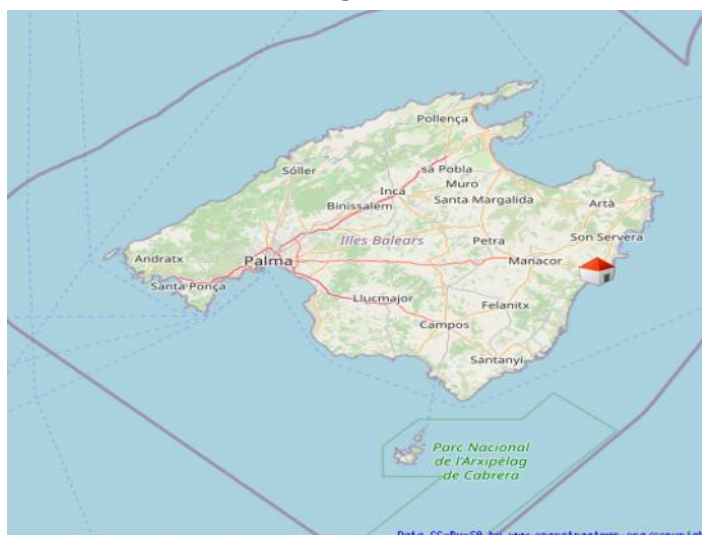 Pollença
sa Pobla
Sóller
Muro
Inca
Santa Margalida
Artà
Binissalem
Son Servera
Illes Balears
Petra
Andratx
Palma
Manacor
Santa Ponça
Llucmajor
Felanitx
Campos
Santanyí
Parc Nacional
de l'Arxipèlag
de Cabrera